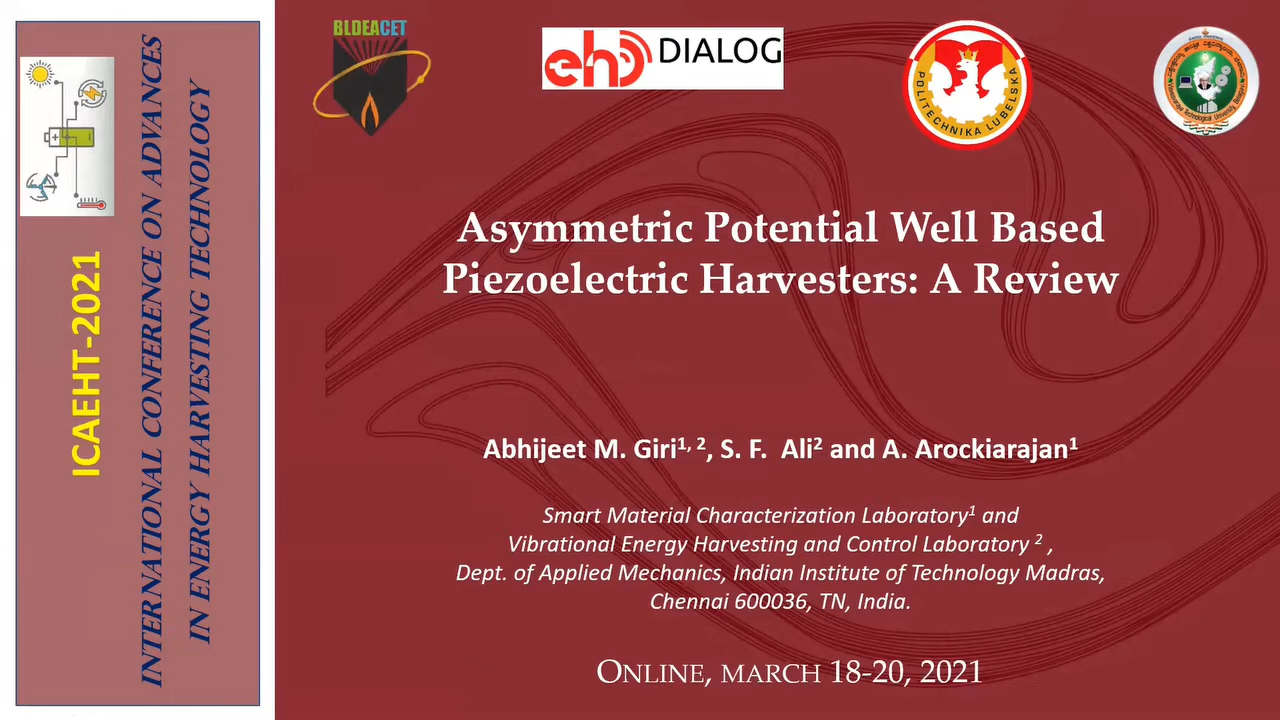 ICAEHT-2021
INTERNATIONAL CONFERENCE ON ADVANCES
IN ENERGY HARVESTING TECHNOLOGY
BLDEACET
eh DIALOG
POLITECHNIKA LUBELSKA
Asymmetric Potential Well Based
Piezoelectric Harvesters: A Review
Abhijeet M. Giri¹, ², S. F. Ali² and A. Arockiarajan¹
Smart Material Characterization Laboratory¹ and
Vibrational Energy Harvesting and Control Laboratory ² ,
Dept. of Applied Mechanics, Indian Institute of Technology Madras,
Chennai 600036, TN, India.
ONLINE, MARCH 18-20, 2021